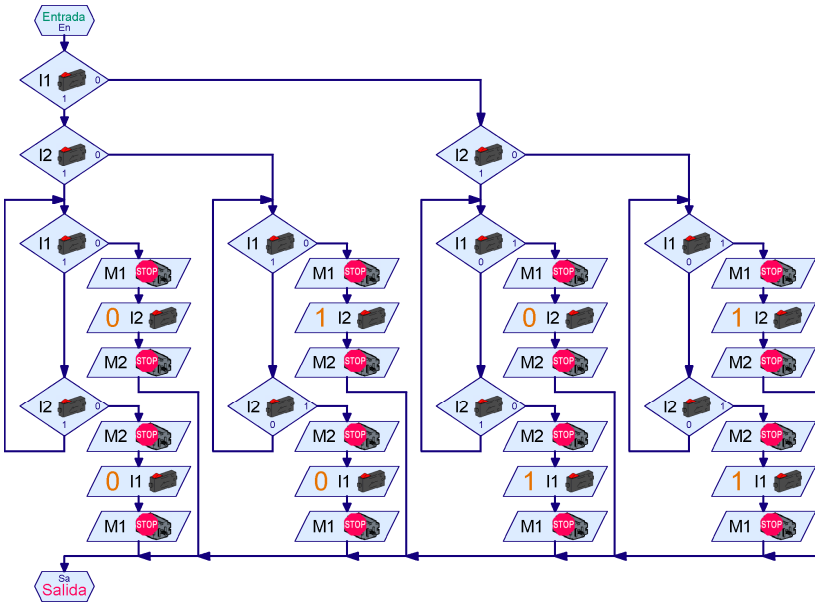 Entrada
En
I1 0
1
I2 0
1
I2 0
1
I1 0
1
I1 0
1
I1 1
0
I1 1
0
M1 STOP
M1 STOP
M1 STOP
M1 STOP
0 I2
1 I2
0 I2
1 I2
M2 STOP
M2 STOP
M2 STOP
M2 STOP
I2 0
1
I2 1
0
I2 0
1
I2 1
0
M2 STOP
M2 STOP
M2 STOP
M2 STOP
0 I1
0 I1
1 I1
1 I1
M1 STOP
M1 STOP
M1 STOP
M1 STOP
Sa
Salida